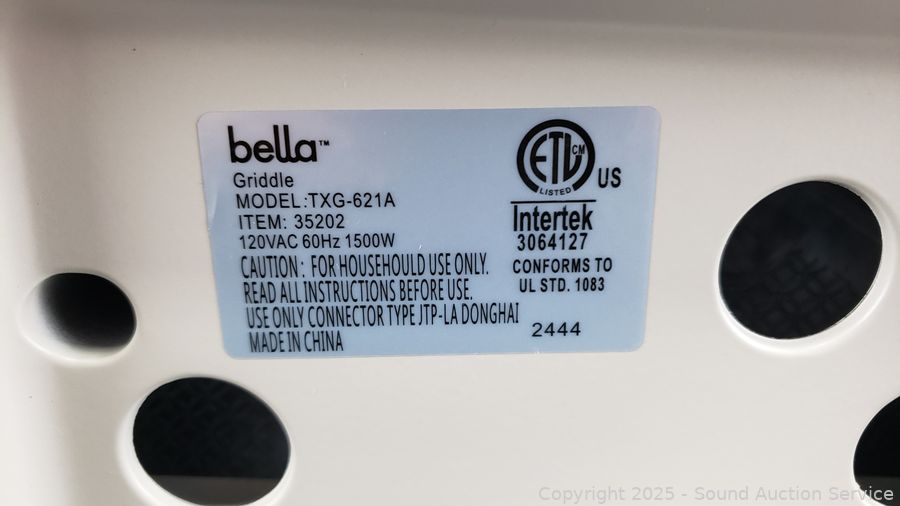 bella™
Griddle
MODEL:TXG-621A
ITEM: 35202
120VAC 60Hz 1500W
CAUTION: FOR HOUSEHOULD USE ONLY.
READ ALL INSTRUCTIONS BEFORE USE.
USE ONLY CONNECTOR TYPE JTP-LA DONGHAI
MADE IN CHINA
ETL CM
LISTED
US
Intertek
3064127
CONFORMS TO
UL STD. 1083
2444
Copyright 2025 - Sound Auction Service